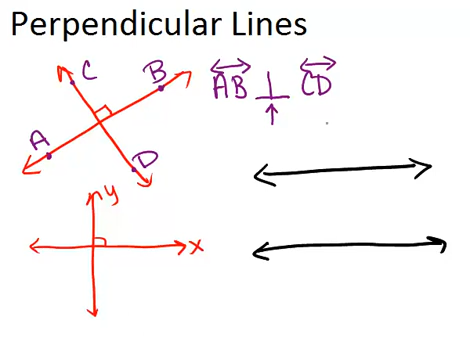 Perpendicular Lines
C
B
A
D
AB ⊥ CD
y
x